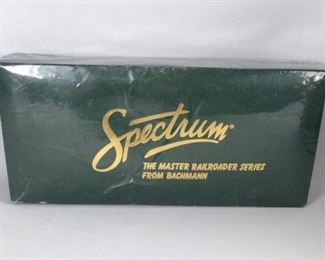 Spectrum®
THE MASTER RAILROADER SERIES
FROM BACHMANN